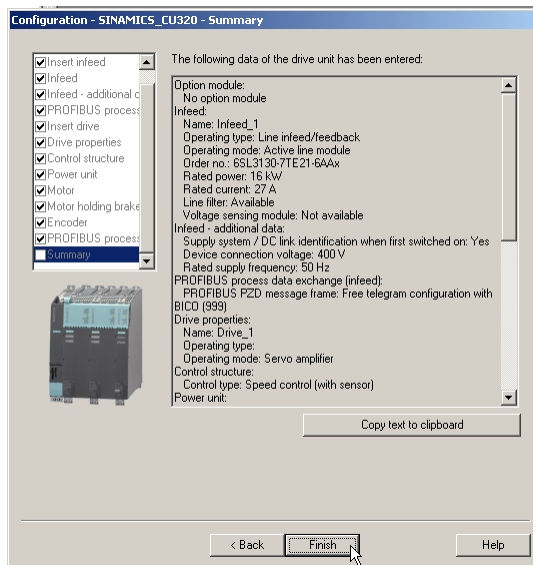 Configuration - SINAMICS_CU320 - Summary
Insert infeed
Infeed
Infeed - additional d
PROFIBUS process
Insert drive
Drive properties
Control structure
Power unit
Motor
Motor holding brake
Encoder
PROFIBUS process
Summary
The following data of the drive unit has been entered:
Option module:
No option module
Infeed:
Name: Infeed_1
Operating type: Line infeed/feedback
Operating mode: Active line module
Order no.: 6SL3130-7TE21-6AAx
Rated power: 16 kW
Rated current: 27 A
Line filter: Available
Voltage sensing module: Not available
Infeed - additional data:
Supply system / DC link identification when first switched on: Yes
Device connection voltage: 400 V
Rated supply frequency: 50 Hz
PROFIBUS process data exchange (infeed):
PROFIBUS PZD message frame: Free telegram configuration with
BICO (999)
Drive properties:
Name: Drive_1
Operating type:
Operating mode: Servo amplifier
Control structure:
Control type: Speed control (with sensor)
Power unit:
Copy text to clipboard
< Back
Finish
Help